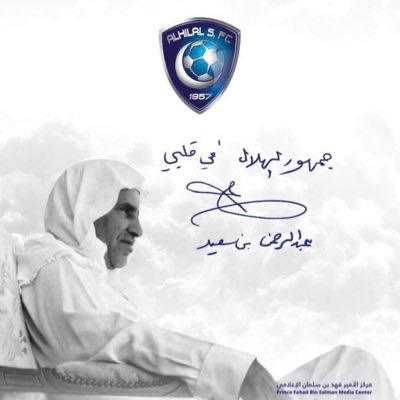 ALHILAL S. FC
1957
جمهور الهلال في قلبي
عبدالرحمن بن سعيد
مركز الأمير فهد بن سلمان الإعلامي
Prince Fahad Bin Salman Media Center